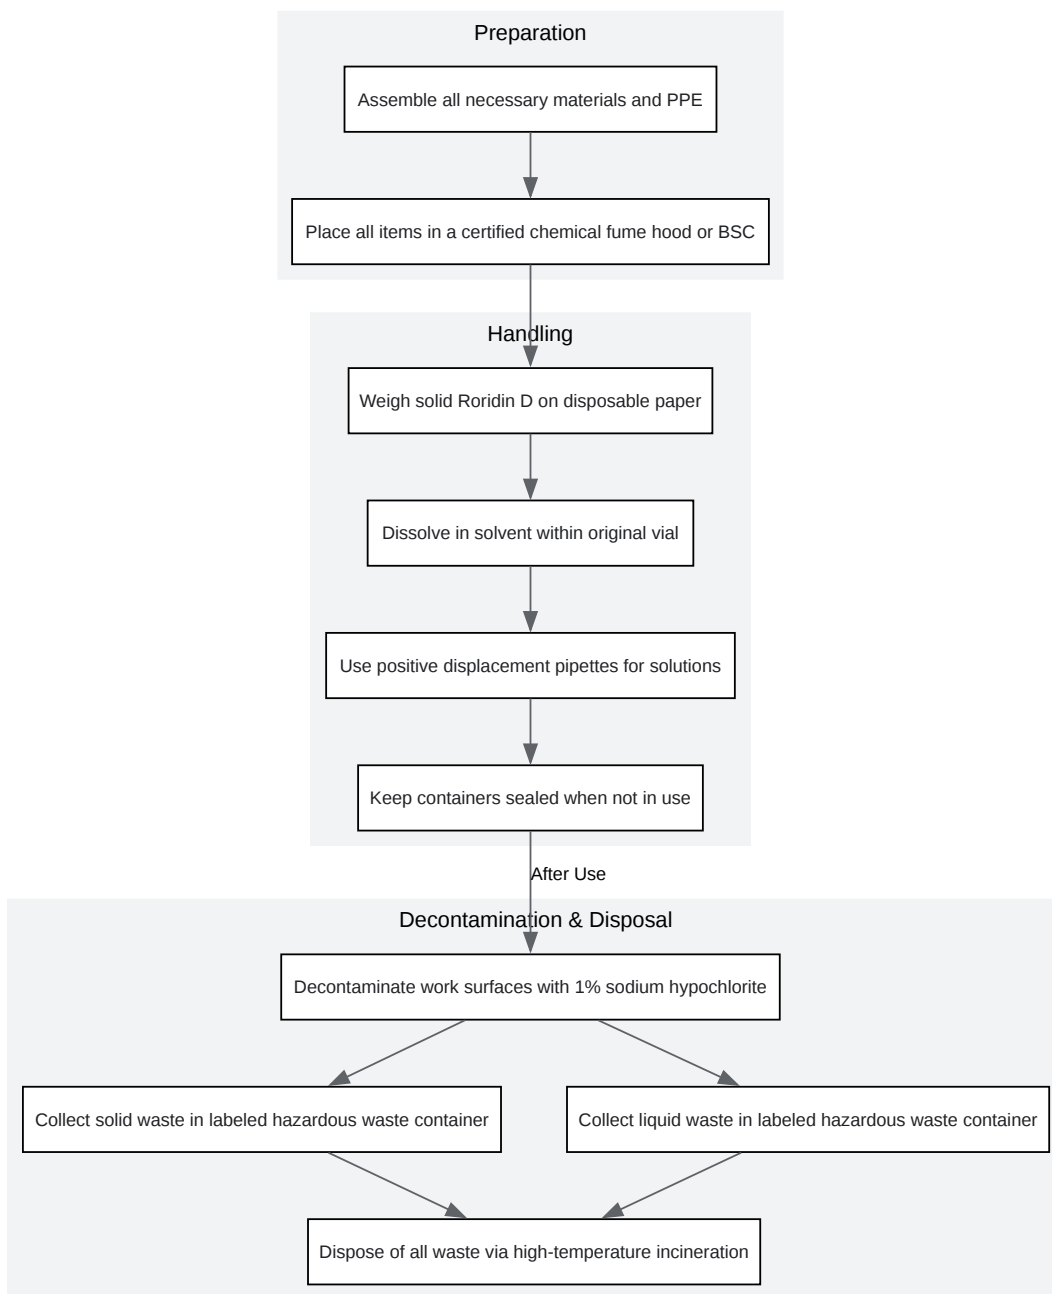 Preparation
Assemble all necessary materials and PPE
Place all items in a certified chemical fume hood or BSC
Handling
Weigh solid Roridin D on disposable paper
Dissolve in solvent within original vial
Use positive displacement pipettes for solutions
Keep containers sealed when not in use
After Use
Decontamination & Disposal
Decontaminate work surfaces with 1% sodium hypochlorite
Collect solid waste in labeled hazardous waste container
Collect liquid waste in labeled hazardous waste container
Dispose of all waste via high-temperature incineration